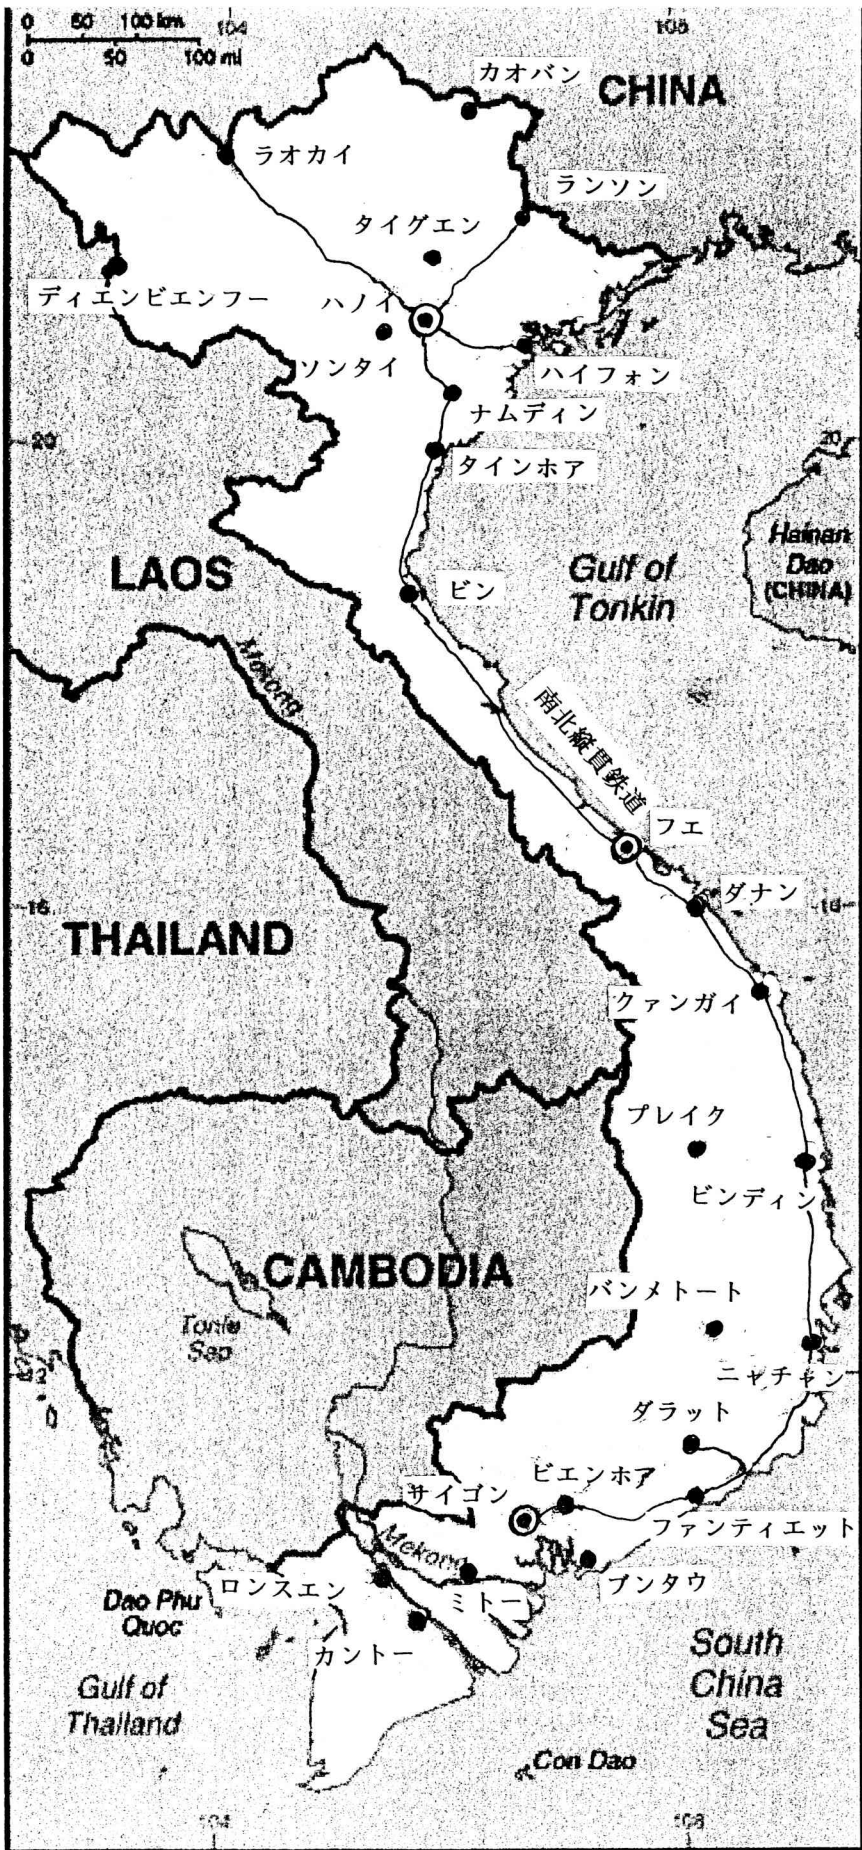 0 50 100 km
0 50 100 mi
104
カオバン
CHINA
ラオカイ
ランソン
タイグエン
ディエンビエンフー
ハノイ
ソンタイ
ハイフォン
ナムディン
20
20
タインホア
Hainan
Dao
(CHINA)
LAOS
Gulf of
Tonkin
ビン
Mekong
南北縦貫鉄道
フエ
16
ダナン
16
THAILAND
クァンガイ
プレイク
ビンディン
CAMBODIA
バンメトート
Tonle
Sap
ニャチャン
ダラット
サイゴン
ビエンホア
ファンティエット
Mekong
ロンスエン
ミトー
ブンタウ
Dao Phu
Quoc
カントー
South
China
Sea
Gulf of
Thailand
Con Dao
104
108